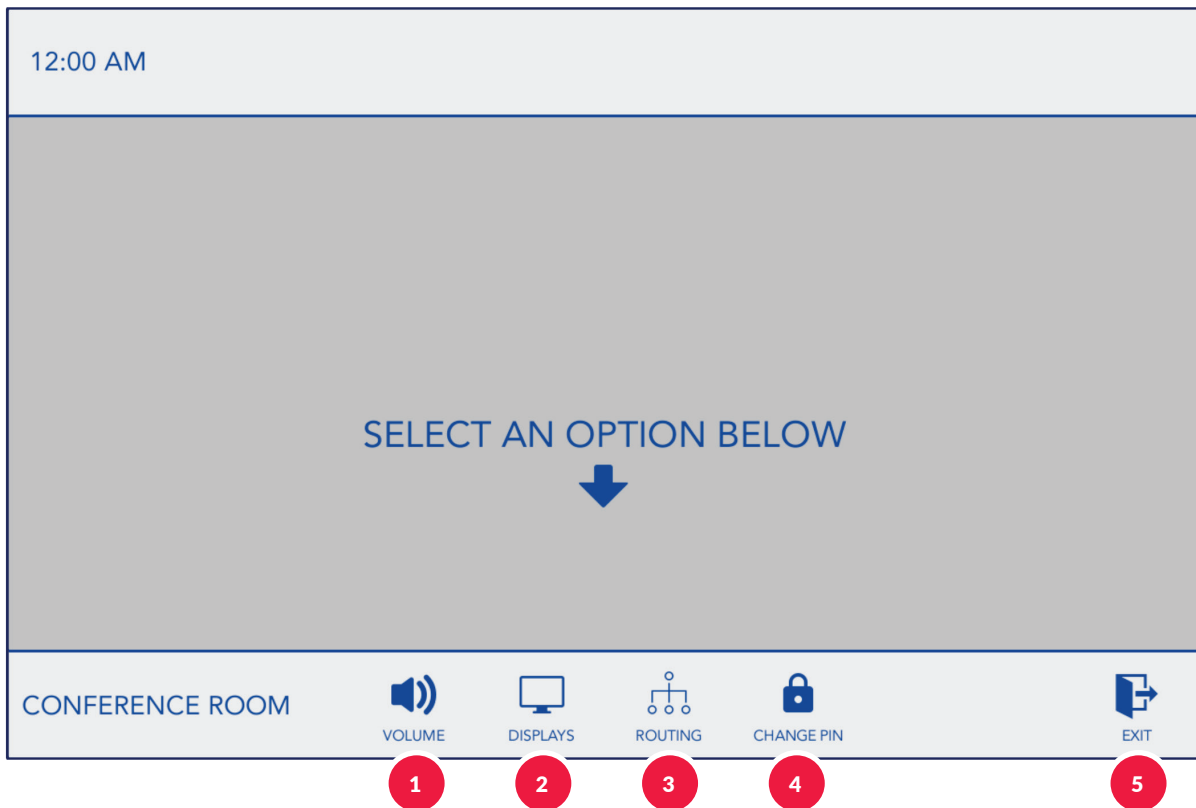 12:00 AM
SELECT AN OPTION BELOW
CONFERENCE ROOM
VOLUME
DISPLAYS
ROUTING
CHANGE PIN
EXIT
1
2
3
4
5